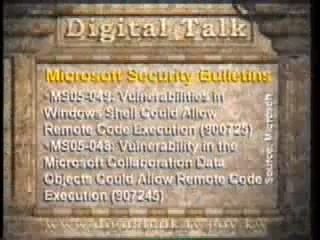 Digital Talk
Microsoft Security Bulletins
-MS05-049: Vulnerabilities in
Windows Shell Could Allow
Remote Code Execution (900725)
-MS05-048: Vulnerability in the
Microsoft Collaboration Data
Objects Could Allow Remote Code
Execution (907245)
Source: Microsoft